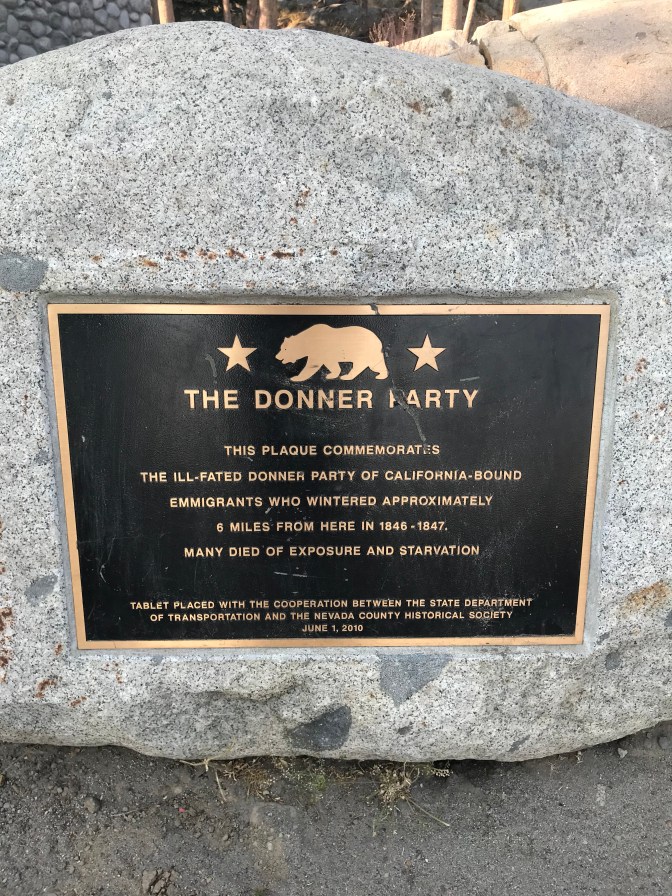 THE DONNER PARTY
THIS PLAQUE COMMEMORATES
THE ILL-FATED DONNER PARTY OF CALIFORNIA-BOUND
EMMIGRANTS WHO WINTERED APPROXIMATELY
6 MILES FROM HERE IN 1846-1847.
MANY DIED OF EXPOSURE AND STARVATION
TABLET PLACED WITH THE COOPERATION BETWEEN THE STATE DEPARTMENT
OF TRANSPORTATION AND THE NEVADA COUNTY HISTORICAL SOCIETY
JUNE 1, 2010